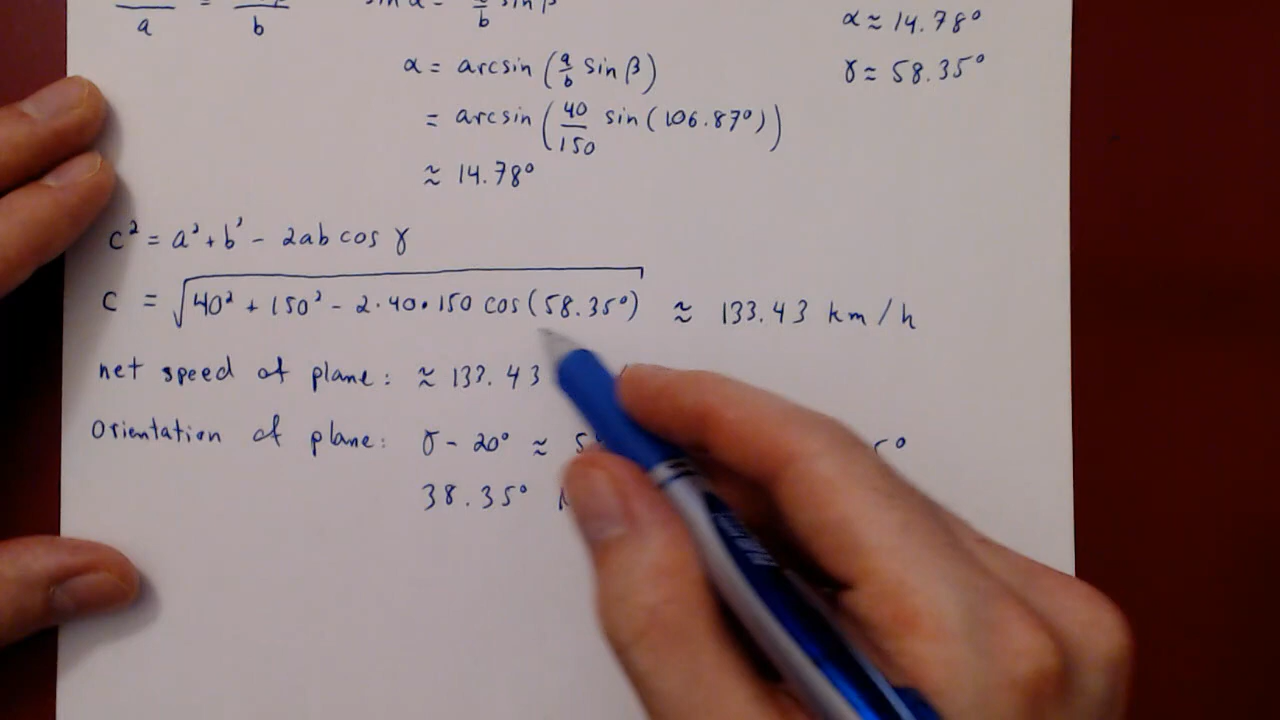 a b
sin α = a/b sin β
α ≈ 14.78°
α = arcsin (a/b sin β)
γ ≈ 58.35°
= arcsin (40/150 sin(106.87°))
≈ 14.78°
c² = a² + b² - 2ab cos γ
c = √40² + 150² - 2·40·150 cos(58.35°) ≈ 133.43 km/h
net speed of plane: ≈ 133.43
Orientation of plane: γ - 20° ≈
38.35°